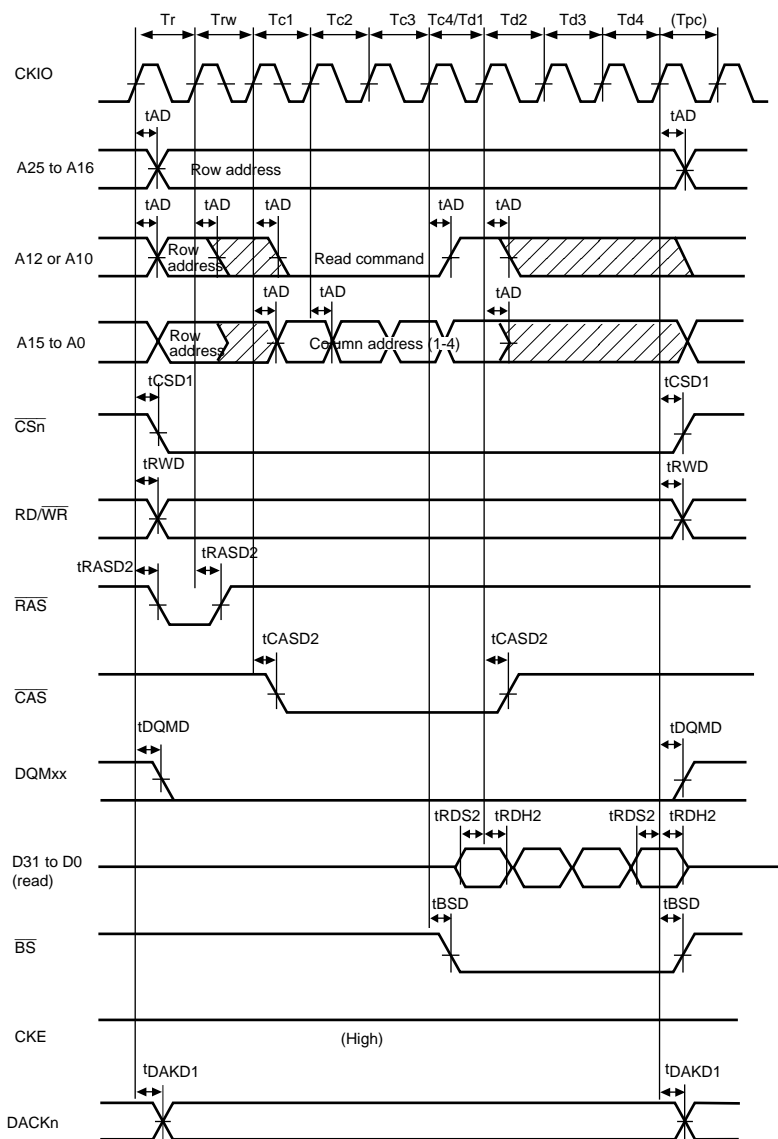 Tr Trw Tc1 Tc2 Tc3 Tc4/Td1 Td2 Td3 Td4 (Tpc)
CKIO
tAD tAD
A25 to A16 Row address
tAD tAD tAD tAD tAD
A12 or A10 Row address Read command
tAD tAD tAD
A15 to A0 Row address Column address (1-4)
tCSD1 tCSD1
CSn
tRWD tRWD
RD/WR
tRASD2 tRASD2
RAS
tCASD2 tCASD2
CAS
tDQMD tDQMD
DQMxx
tRDS2 tRDH2 tRDS2 tRDH2
D31 to D0
(read)
tBSD tBSD
BS
CKE (High)
tDAKD1 tDAKD1
DACKn